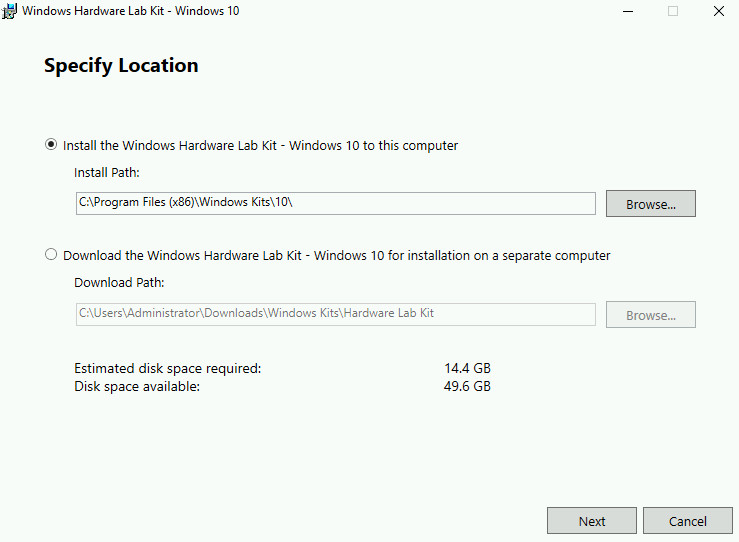 Windows Hardware Lab Kit - Windows 10
Specify Location
Install the Windows Hardware Lab Kit - Windows 10 to this computer
Install Path:
C:\Program Files (x86)\Windows Kits\10\
Browse...
Download the Windows Hardware Lab Kit - Windows 10 for installation on a separate computer
Download Path:
C:\Users\Administrator\Downloads\Windows Kits\Hardware Lab Kit
Browse...
Estimated disk space required: 14.4 GB
Disk space available: 49.6 GB
Next Cancel